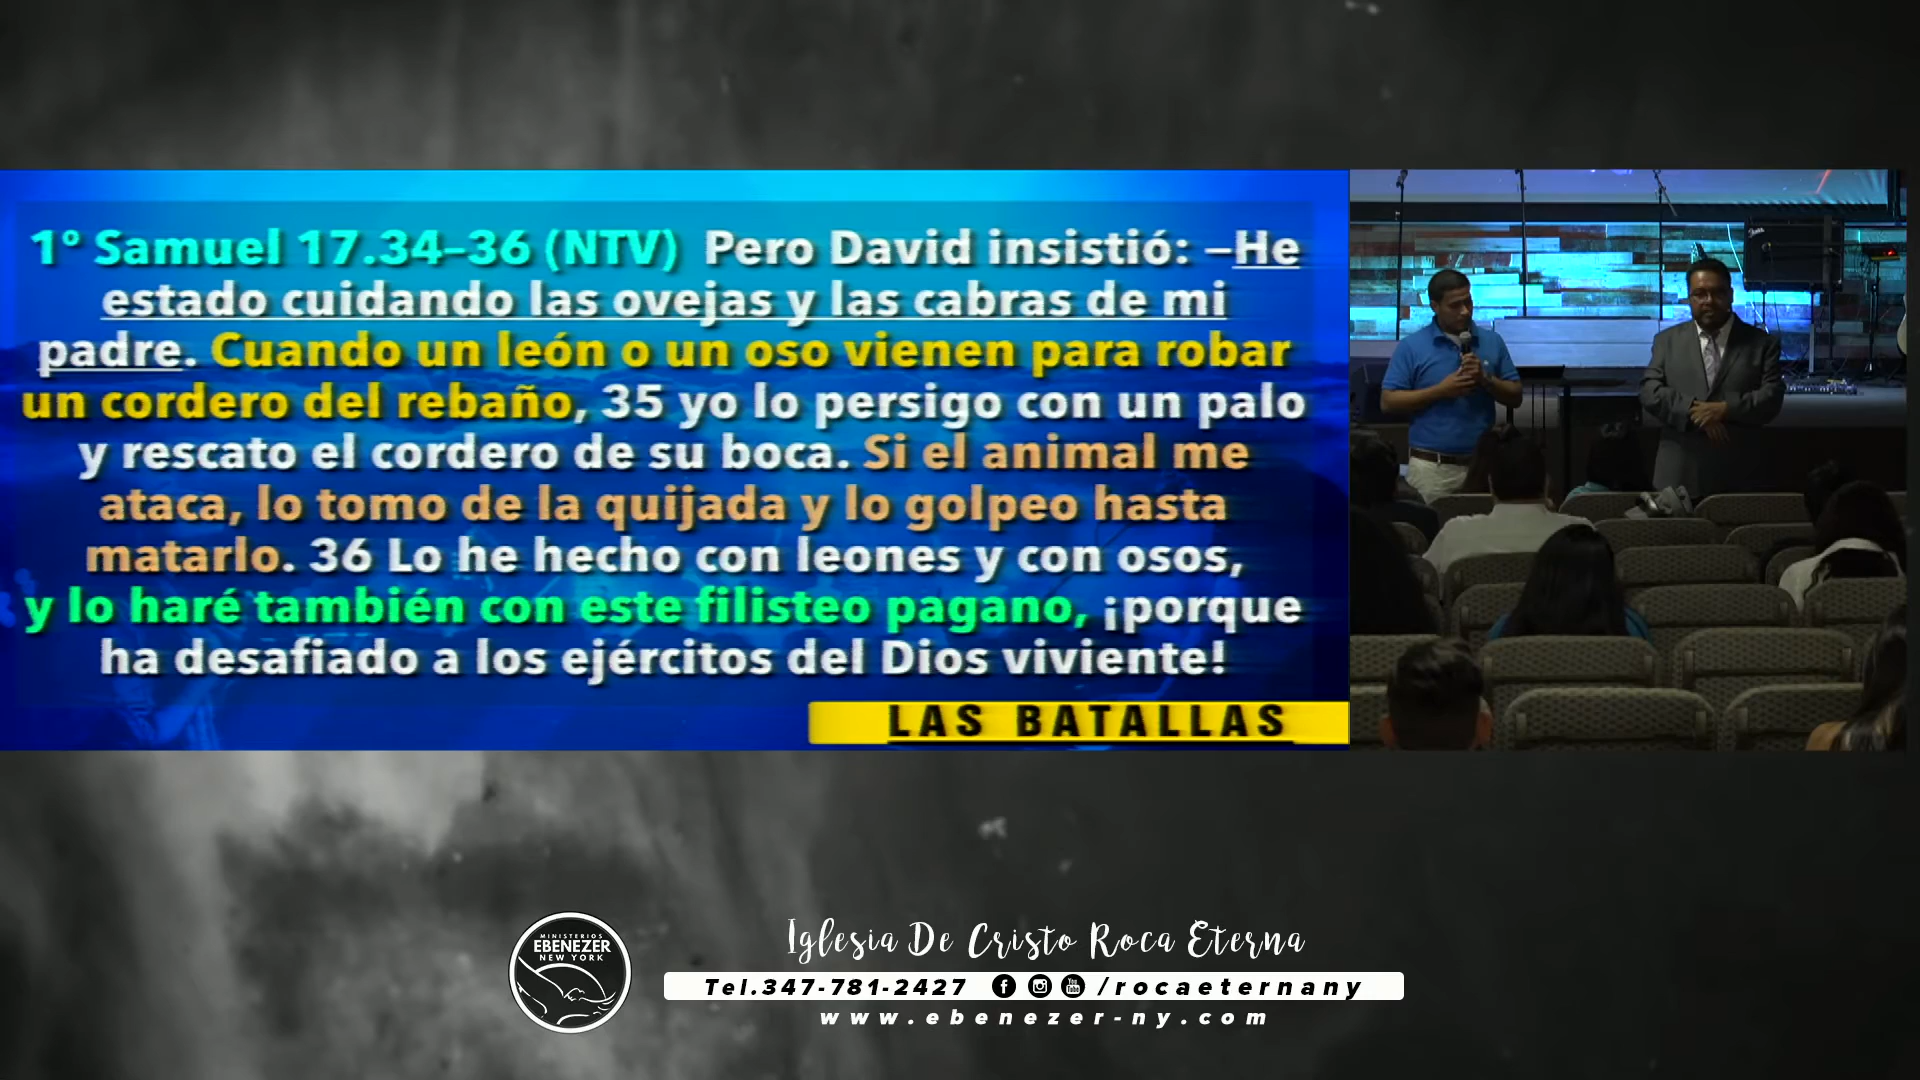 1° Samuel 17.34–36 (NTV) Pero David insistió: –He
estado cuidando las ovejas y las cabras de mi
padre. Cuando un león o un oso vienen para robar
un cordero del rebaño, 35 yo lo persigo con un palo
y rescato el cordero de su boca. Si el animal me
ataca, lo tomo de la quijada y lo golpeo hasta
matarlo. 36 Lo he hecho con leones y con osos,
y lo haré también con este filisteo pagano, ¡porque
ha desafiado a los ejércitos del Dios viviente!
LAS BATALLAS
MINISTERIOS
EBENEZER
NEW YORK
Iglesia De Cristo Roca Eterna
Tel.347-781-2427 /rocaeternany
www.ebenezer-ny.com